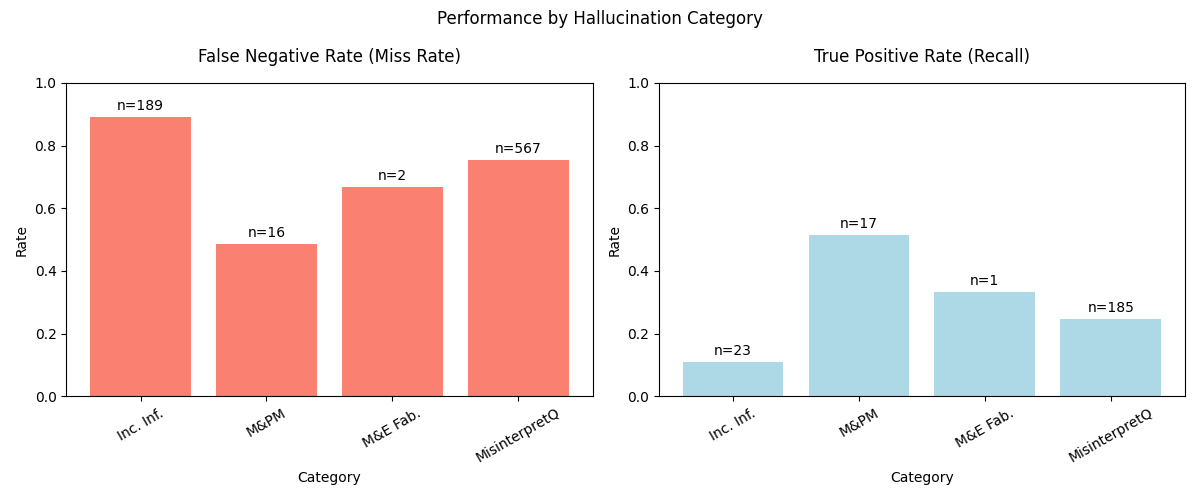 Performance by Hallucination Category
False Negative Rate (Miss Rate)
1.0
0.8
0.6
0.4
0.2
0.0
Rate
n=189
n=16
n=2
n=567
Inc. Inf.
M&PM
M&E Fab.
MisinterpretQ
Category
True Positive Rate (Recall)
1.0
0.8
0.6
0.4
0.2
0.0
Rate
n=23
n=17
n=1
n=185
Inc. Inf.
M&PM
M&E Fab.
MisinterpretQ
Category